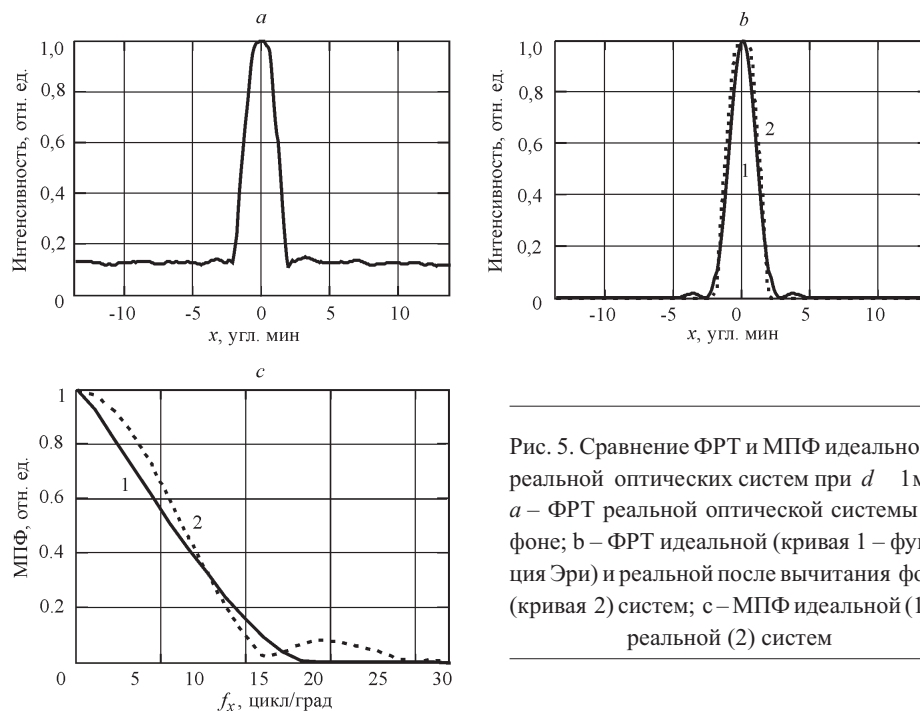 a
1,0
0,8
0,6
0,4
0,2
0
-10 -5 0 5 10
Интенсивность, отн. ед.
x, угл. мин
b
1,0
0,8
0,6
0,4
0,2
0
2
1
-10 -5 0 5 10
Интенсивность, отн. ед.
x, угл. мин
c
1
0.8
0.6
0.4
0.2
1
2
0 5 10 15 20 25 30
МПФ, отн. ед.
fx, цикл/град
Рис. 5. Сравнение ФРТ и МПФ
реальной оптических систем при d 1
a – ФРТ реальной оптической системы
фоне; b – ФРТ идеальной (кривая 1 –
ция Эри) и реальной после вычитания
(кривая 2) систем; c – МПФ идеальной (1
реальной (2) систем